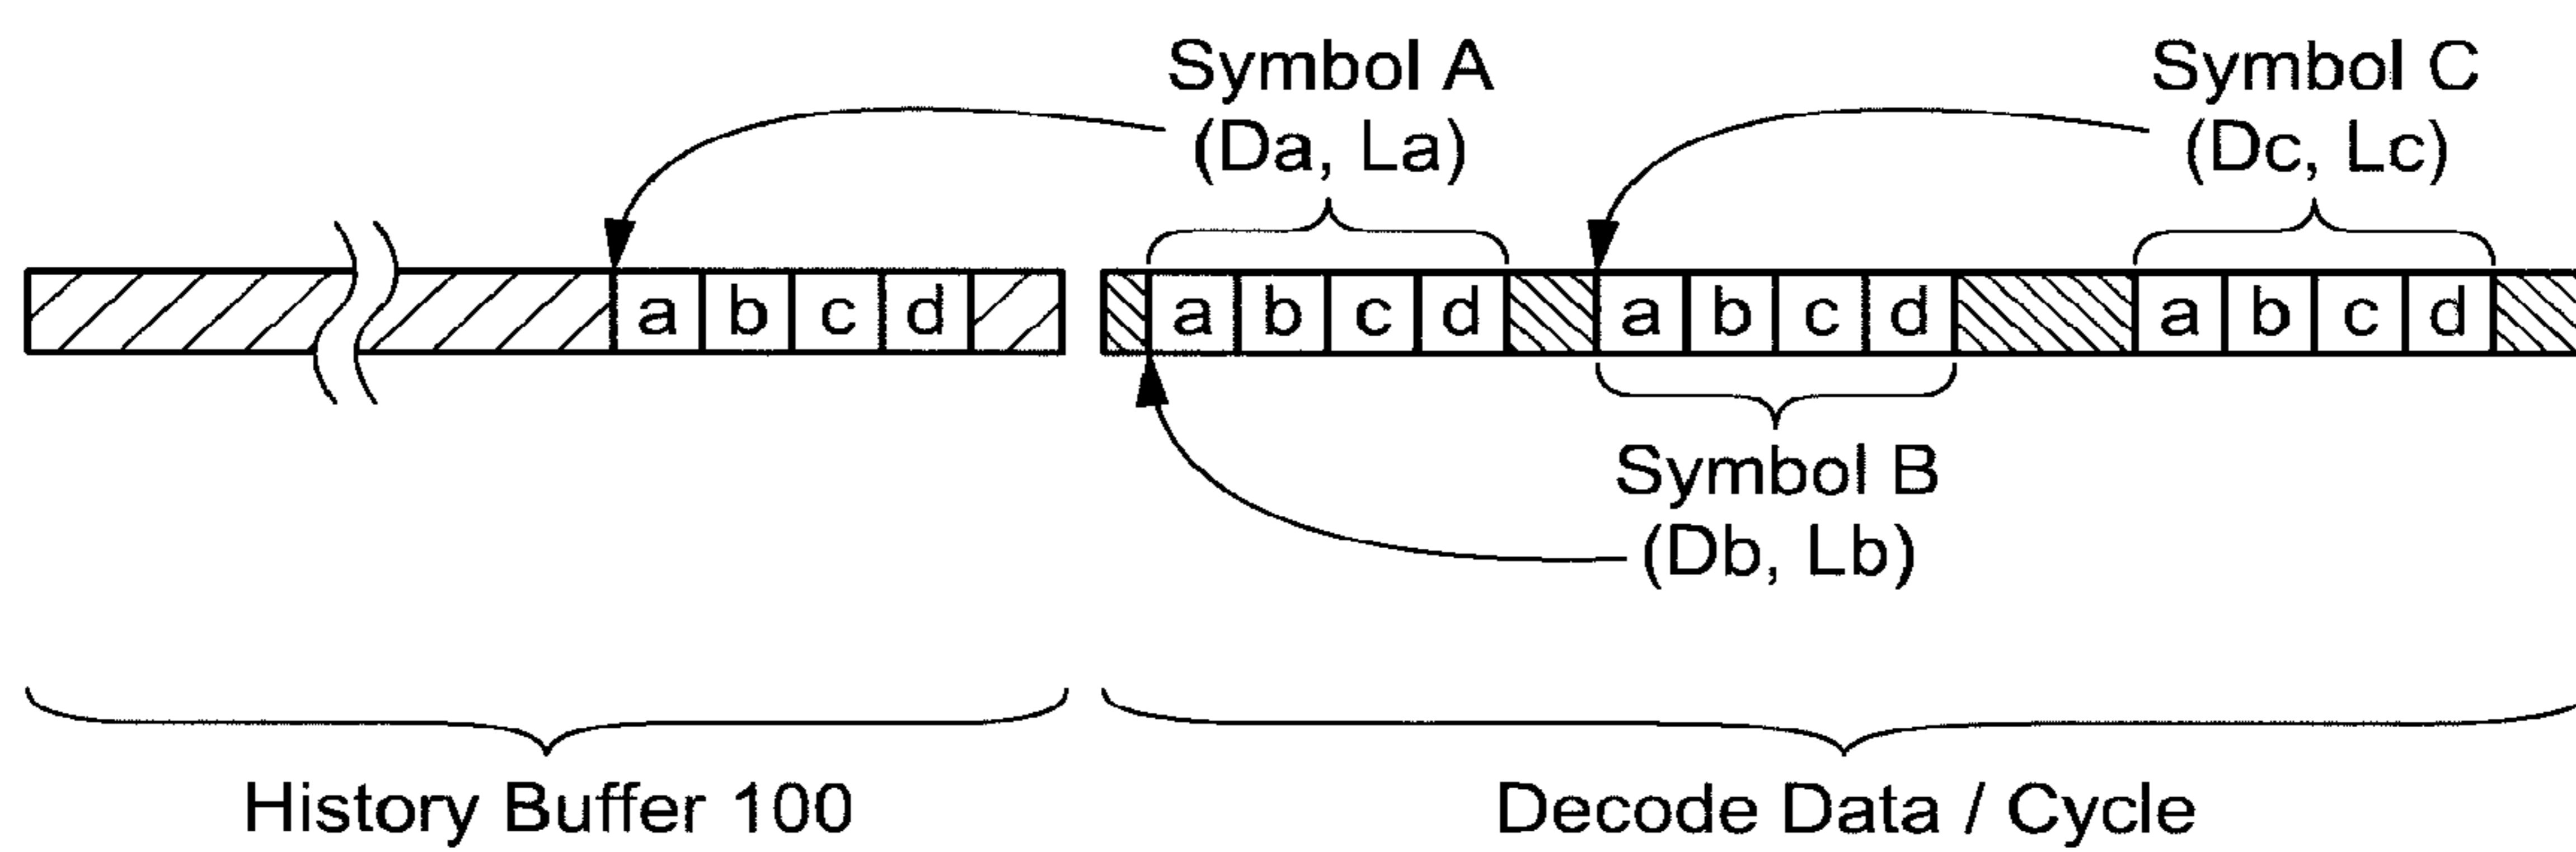 Symbol A
(Da, La)
Symbol C
(Dc, Lc)
a b c d a b c d a b c d a b c d
Symbol B
(Db, Lb)
History Buffer 100
Decode Data / Cycle